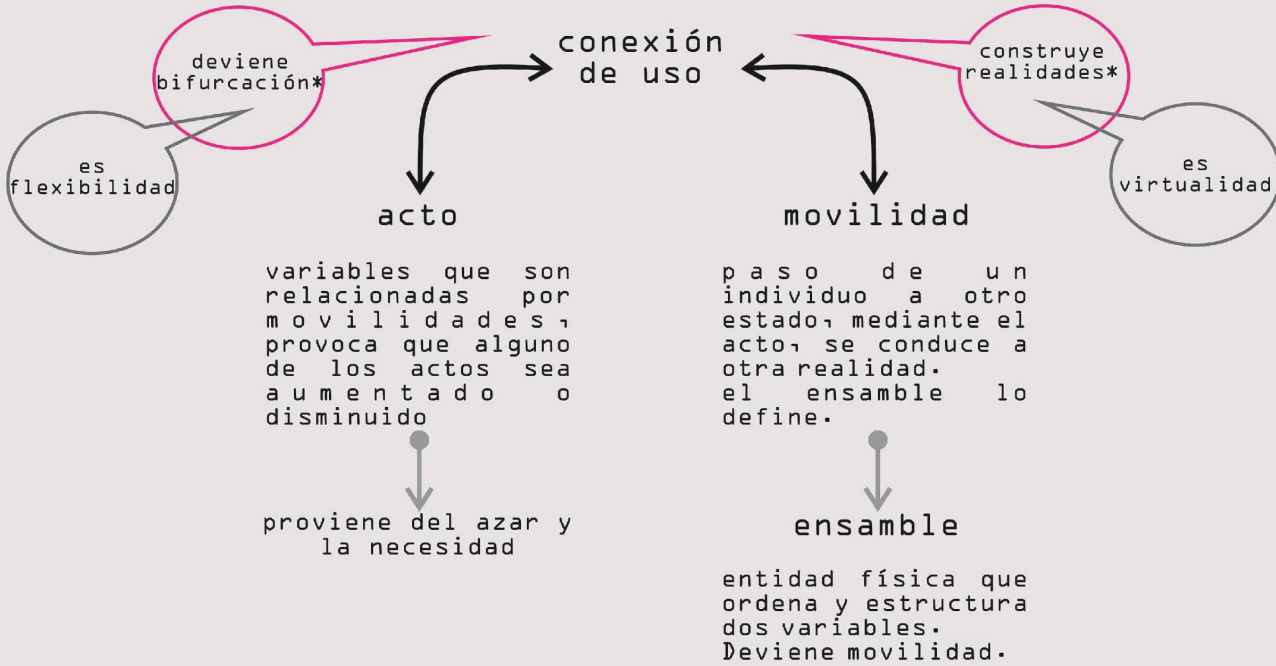 deviene
bifurcación*
es
flexibilidad
conexión
de uso
construye
realidades*
es
virtualidad
acto
variables que son
relacionadas por
movilidades,
provoca que alguno
de los actos sea
aumentado o
disminuido
proviene del azar y
la necesidad
movilidad
paso de un
individuo a otro
estado, mediante el
acto, se conduce a
otra realidad.
el ensamble lo
define.
ensamble
entidad física que
ordena y estructura
dos variables.
Deviene movilidad.